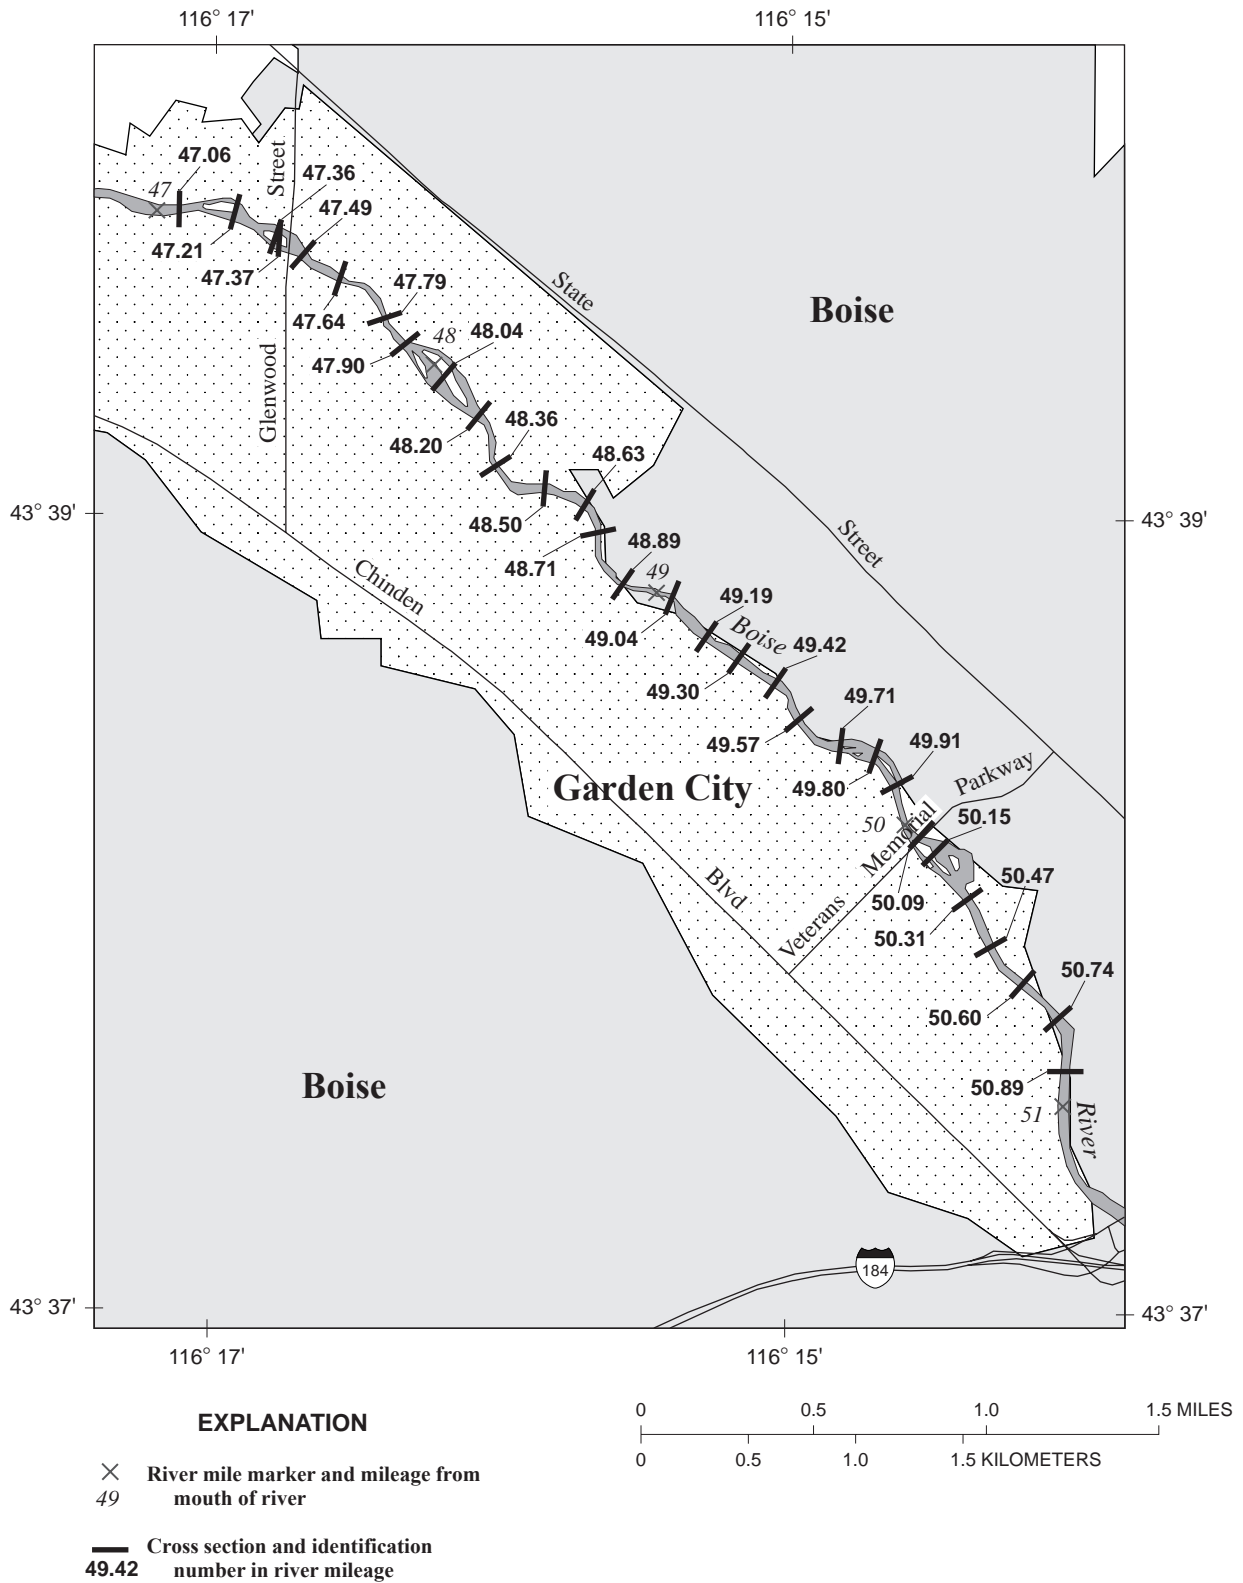 116° 17'
116° 15'
47.06
47
Street
47.36
47.49
47.21
47.37
47.79
State
Boise
47.64
48
48.04
47.90
Glenwood
48.36
48.20
48.63
43° 39'
43° 39'
48.50
Street
48.89
48.71
49
Chinden
49.19
Boise
49.04
49.42
49.30
49.71
49.57
49.91
Parkway
Garden City
49.80
50
Memorial
50.15
50.47
Blvd
50.09
Veterans
50.31
50.74
50.60
Boise
50.89
51
River
184
43° 37'
43° 37'
116° 17'
116° 15'
EXPLANATION
0 0.5 1.0 1.5 MILES
0 0.5 1.0 1.5 KILOMETERS
River mile marker and mileage from
49 mouth of river
Cross section and identification
49.42 number in river mileage